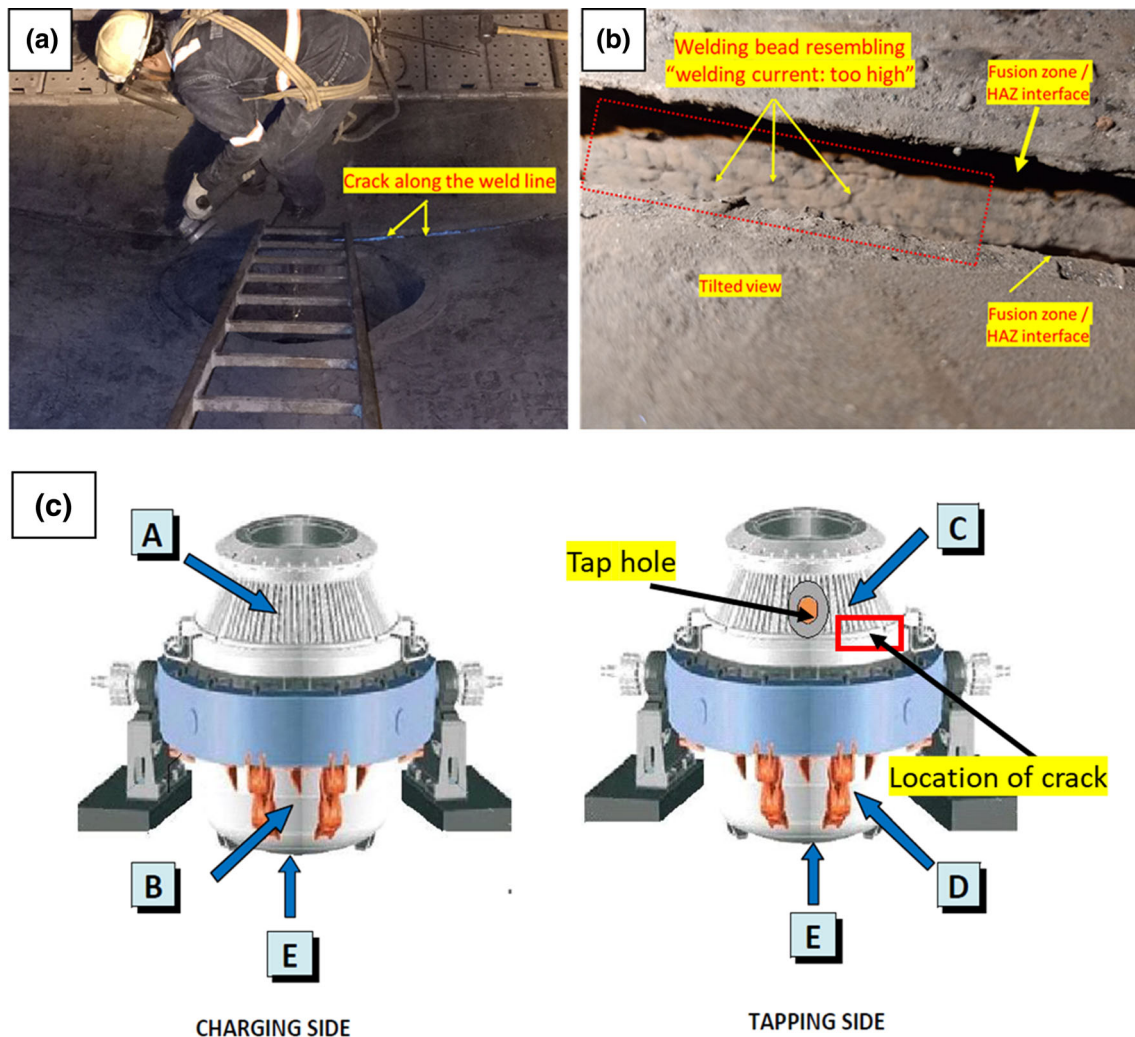 (a)
Crack along the weld line
(b)
Welding bead resembling
“welding current: too high”
Fusion zone /
HAZ interface
Tilted view
Fusion zone /
HAZ interface
(c)
A
B
E
CHARGING SIDE
Tap hole
C
Location of crack
D
E
TAPPING SIDE